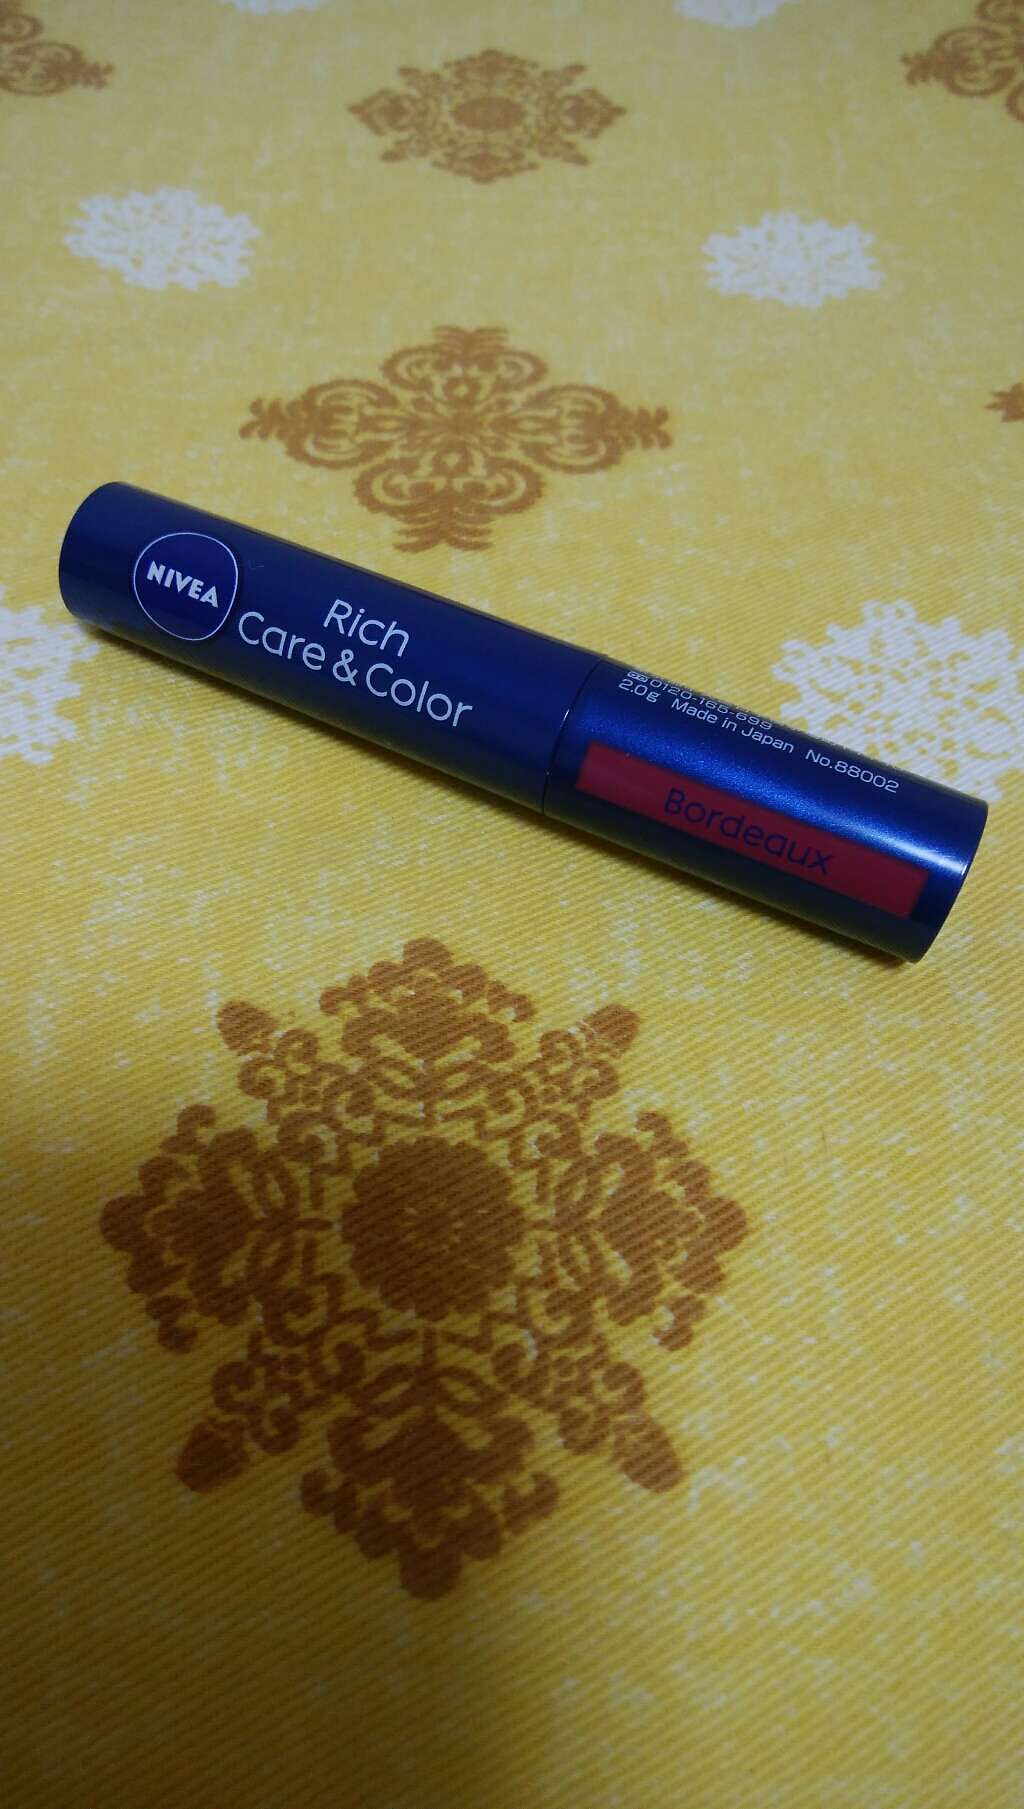 NIVEA
Rich
Care & Color
0120-165-699
2.0g Made in Japan No.88002
Bordeaux